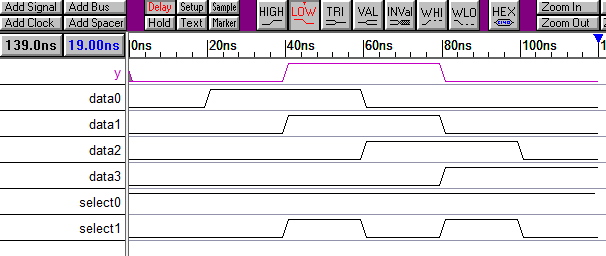 Add Signal Add Bus Delay Setup Sample HIGH LOW TRI VAL INVal WHI WLO HEX Zoom In
Add Clock Add Spacer Hold Text Marker Zoom Out
139.0ns 19.00ns 0ns 20ns 40ns 60ns 80ns 100ns
y
data0
data1
data2
data3
select0
select1